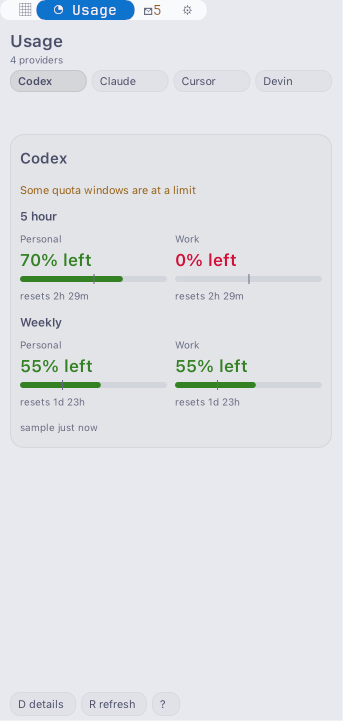 Usage 5
Usage
4 providers
Codex Claude Cursor Devin
Codex
Some quota windows are at a limit
5 hour
Personal Work
70% left 0% left
resets 2h 29m resets 2h 29m
Weekly
Personal Work
55% left 55% left
resets 1d 23h resets 1d 23h
sample just now
D details R refresh ?